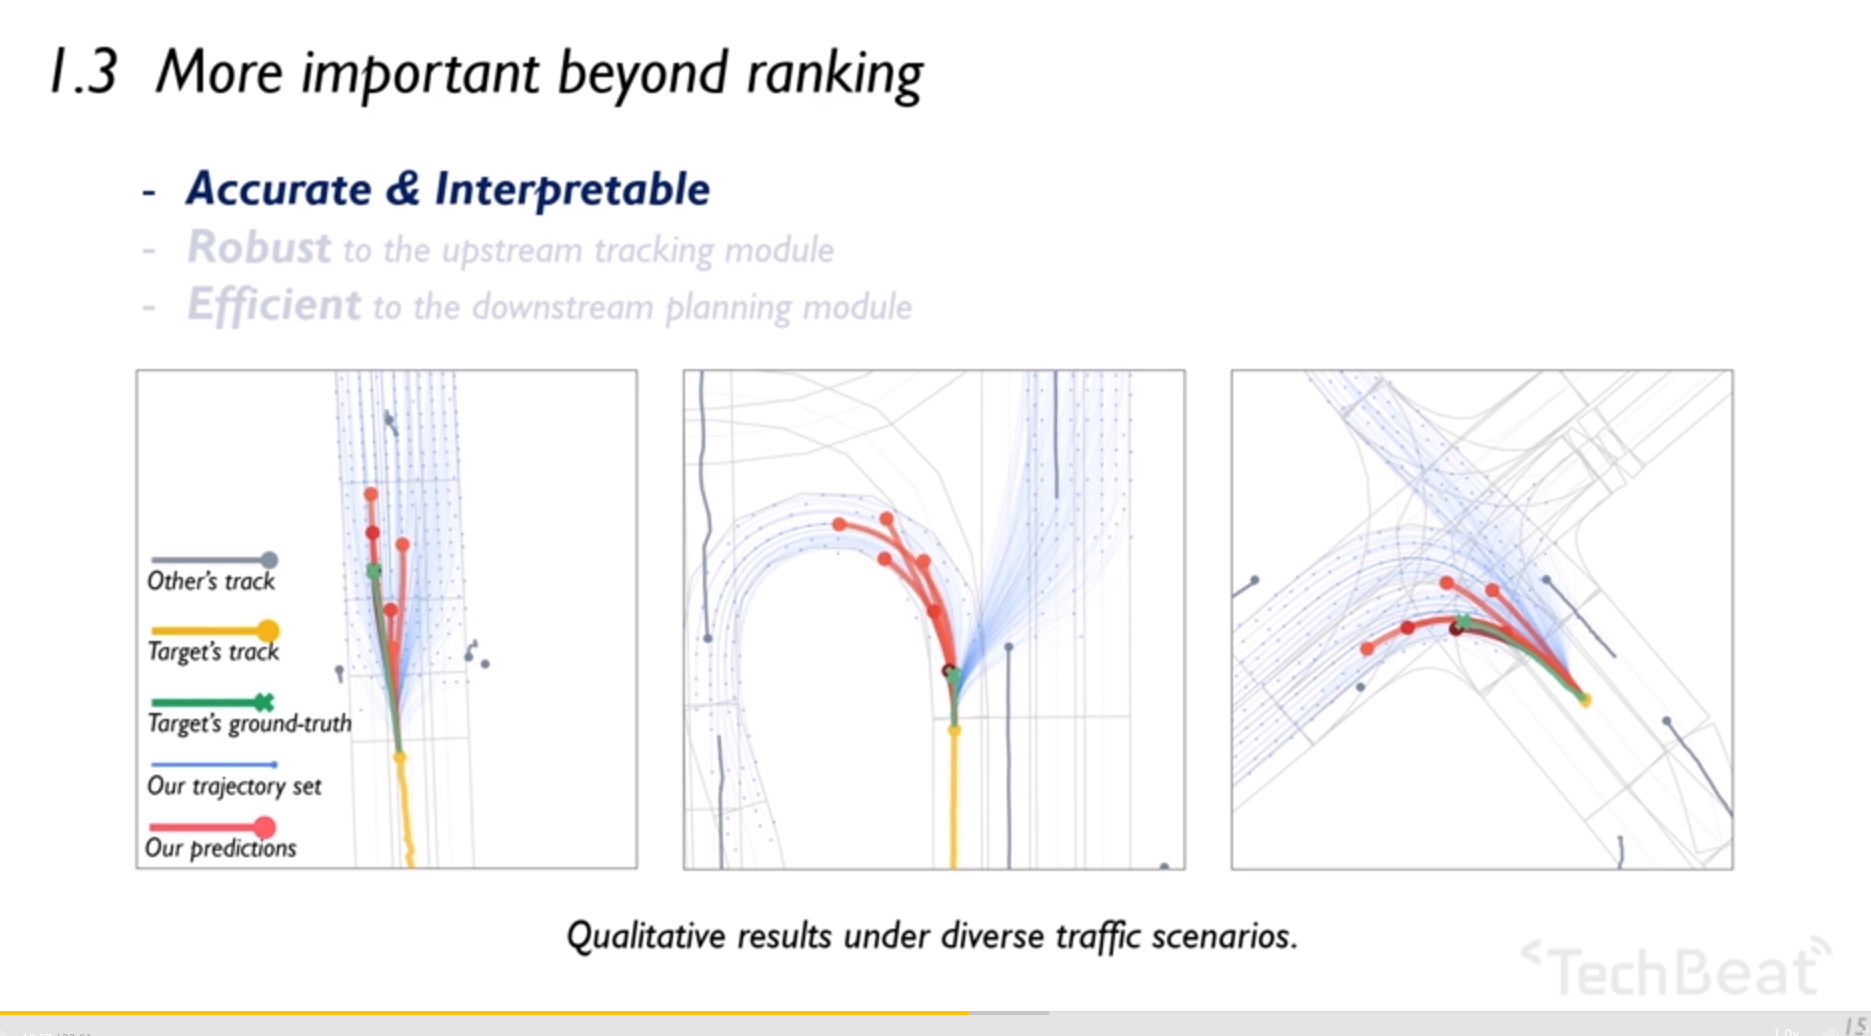 1.3 More important beyond ranking
- Accurate & Interpretable
- Robust to the upstream tracking module
- Efficient to the downstream planning module
Other's track
Target's track
Target's ground-truth
Our trajectory set
Our predictions
Qualitative results under diverse traffic scenarios.
TechBeat
15